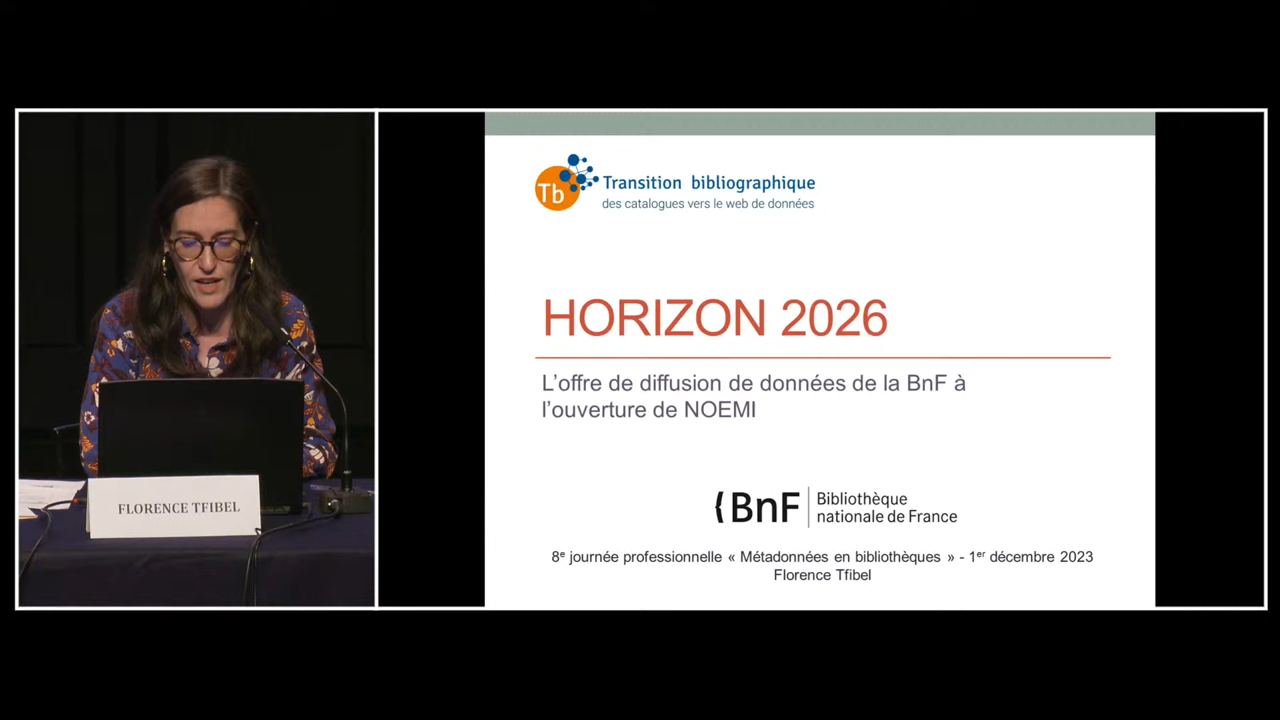 FLORENCE TFIBEL
Tb
Transition bibliographique
des catalogues vers le web de données
HORIZON 2026
L'offre de diffusion de données de la BnF à
l'ouverture de NOEMI
BnF
Bibliothèque
nationale de France
8e journée professionnelle « Métadonnées en bibliothèques » - 1er décembre 2023
Florence Tfibel